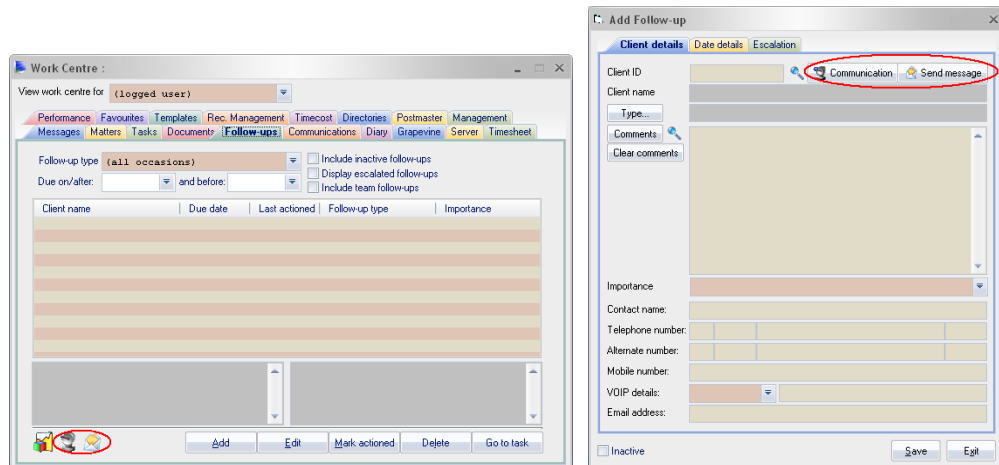 Work Centre :
View work centre for (logged user)
Performance Favourites Templates Rec. Management Timecost Directories Postmaster Management
Messages Matters Tasks Documents Follow-ups Communications Diary Grapevine Server Timesheet
Follow-up type (all occasions) Include inactive follow-ups
Display escalated follow-ups
Due on/after: and before: Include team follow-ups
Client name Due date Last actioned Follow-up type Importance
Add Edit Mark actioned Delete Go to task
Add Follow-up
Client details Date details Escalation
Client ID Communication Send message
Client name
Type...
Comments
Clear comments
Importance
Contact name:
Telephone number:
Alternate number:
Mobile number:
VOIP details:
Email address:
Inactive Save Exit